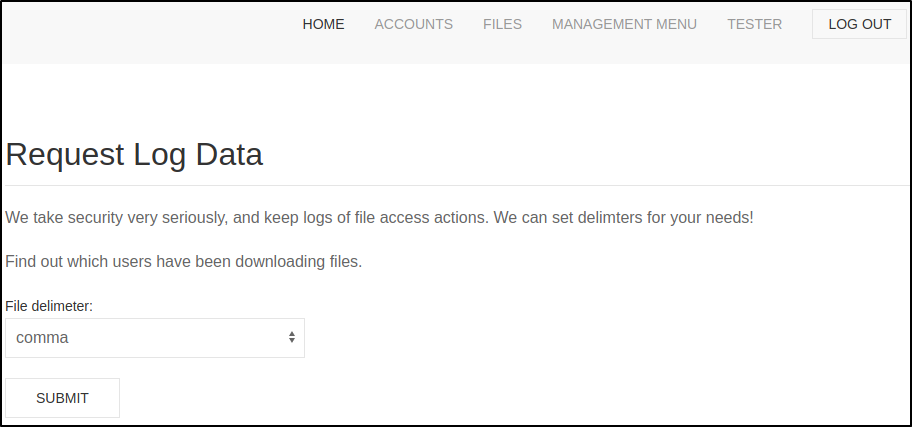 HOME ACCOUNTS FILES MANAGEMENT MENU TESTER LOG OUT
Request Log Data
We take security very seriously, and keep logs of file access actions. We can set delimters for your needs!
Find out which users have been downloading files.
File delimeter:
comma
SUBMIT